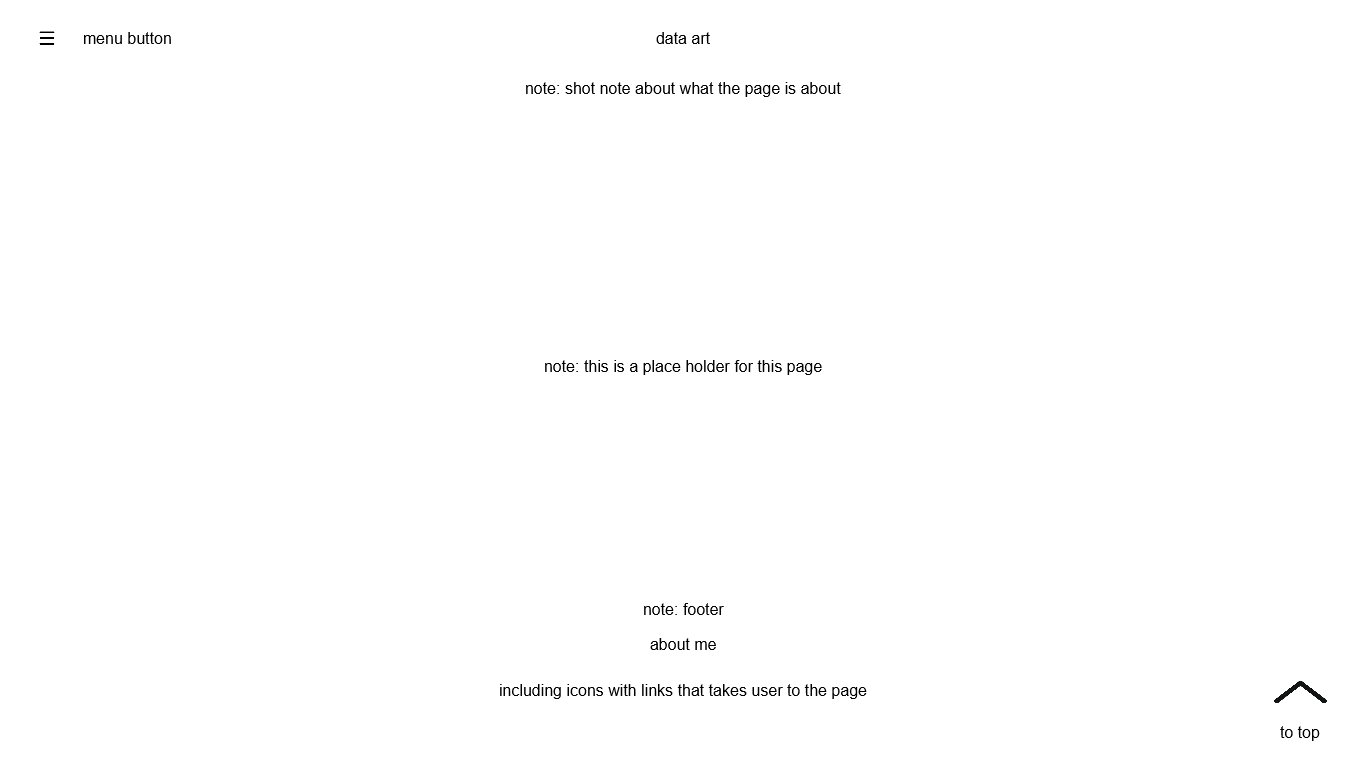 ☰ menu button
data art
note: shot note about what the page is about
note: this is a place holder for this page
note: footer
about me
including icons with links that takes user to the page
to top